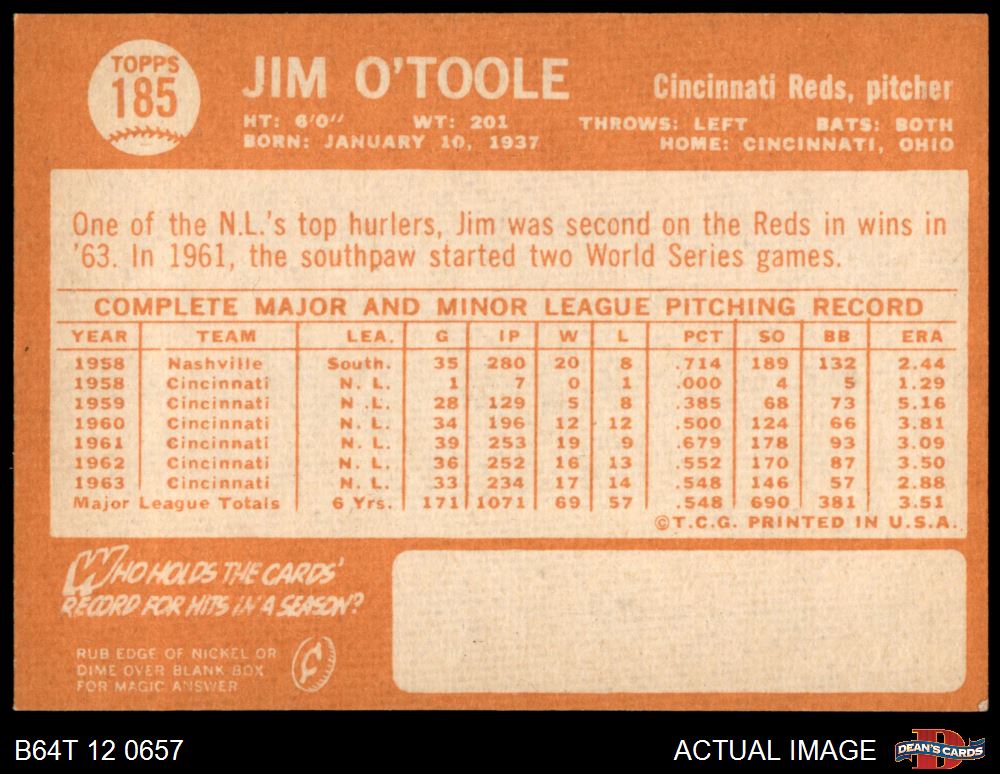 TOPPS
185
JIM O'TOOLE
Cincinnati Reds, pitcher
HT: 6'0" WT: 201 THROWS: LEFT BATS: BOTH
BORN: JANUARY 10, 1937 HOME: CINCINNATI, OHIO
One of the N.L.'s top hurlers, Jim was second on the Reds in wins in
'63. In 1961, the southpaw started two World Series games.
COMPLETE MAJOR AND MINOR LEAGUE PITCHING RECORD
YEAR TEAM LEA. G IP W L PCT SO BB ERA
1958 Nashville South. 35 280 20 8 .714 189 132 2.44
1958 Cincinnati N. L. 1 7 0 1 .000 4 5 1.29
1959 Cincinnati N. L. 28 129 5 8 .385 68 73 5.16
1960 Cincinnati N. L. 34 196 12 12 .500 124 66 3.81
1961 Cincinnati N. L. 39 253 19 9 .679 178 93 3.09
1962 Cincinnati N. L. 36 252 16 13 .552 170 87 3.50
1963 Cincinnati N. L. 33 234 17 14 .548 146 57 2.88
Major League Totals 6 Yrs. 171 1071 69 57 .548 690 381 3.51
©T.C.G. PRINTED IN U.S.A.
WHO HOLDS THE CARDS'
RECORD FOR HITS IN A SEASON?
RUB EDGE OF NICKEL OR
DIME OVER BLANK BOX
FOR MAGIC ANSWER
B64T 12 0657
ACTUAL IMAGE
D
DEAN'S CARDS